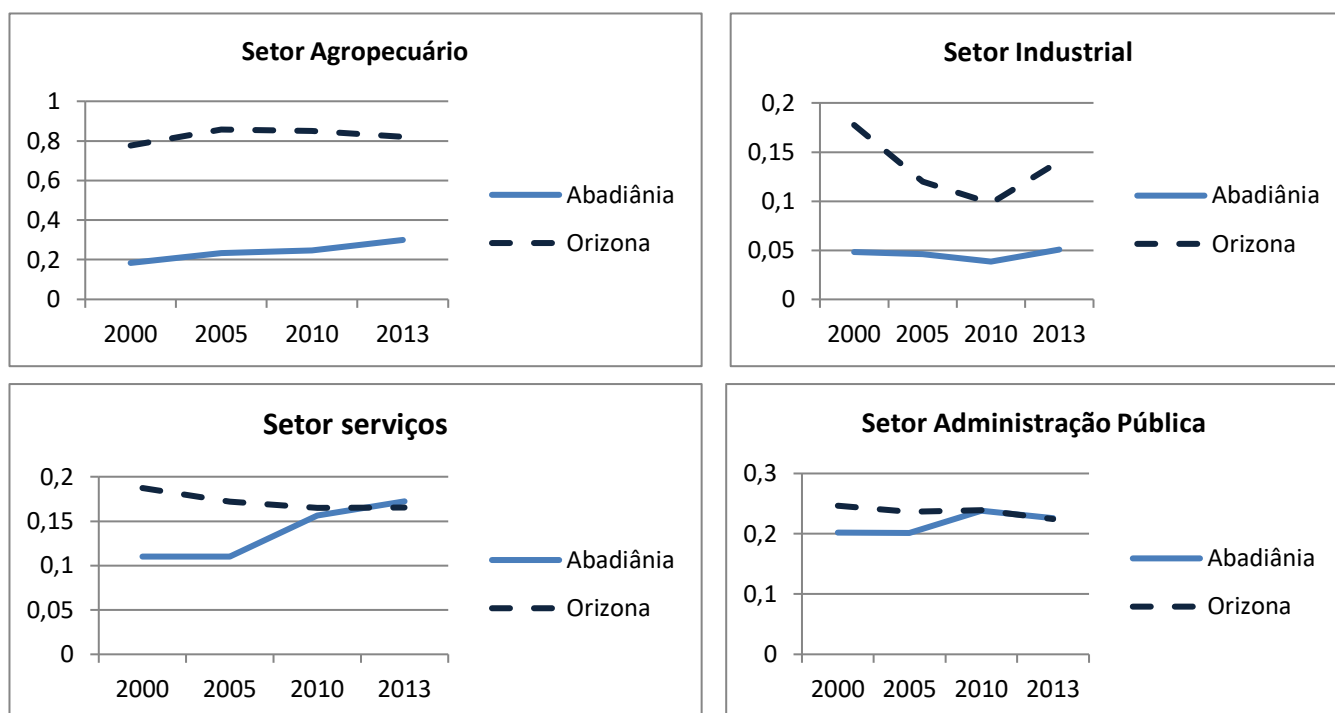 Setor Agropecuário
1
0,8
0,6
0,4
0,2
0
2000 2005 2010 2013
Abadiânia
Orizona
Setor Industrial
0,2
0,15
0,1
0,05
0
2000 2005 2010 2013
Abadiânia
Orizona
Setor serviços
0,2
0,15
0,1
0,05
0
2000 2005 2010 2013
Abadiânia
Orizona
Setor Administração Pública
0,3
0,2
0,1
0
2000 2005 2010 2013
Abadiânia
Orizona